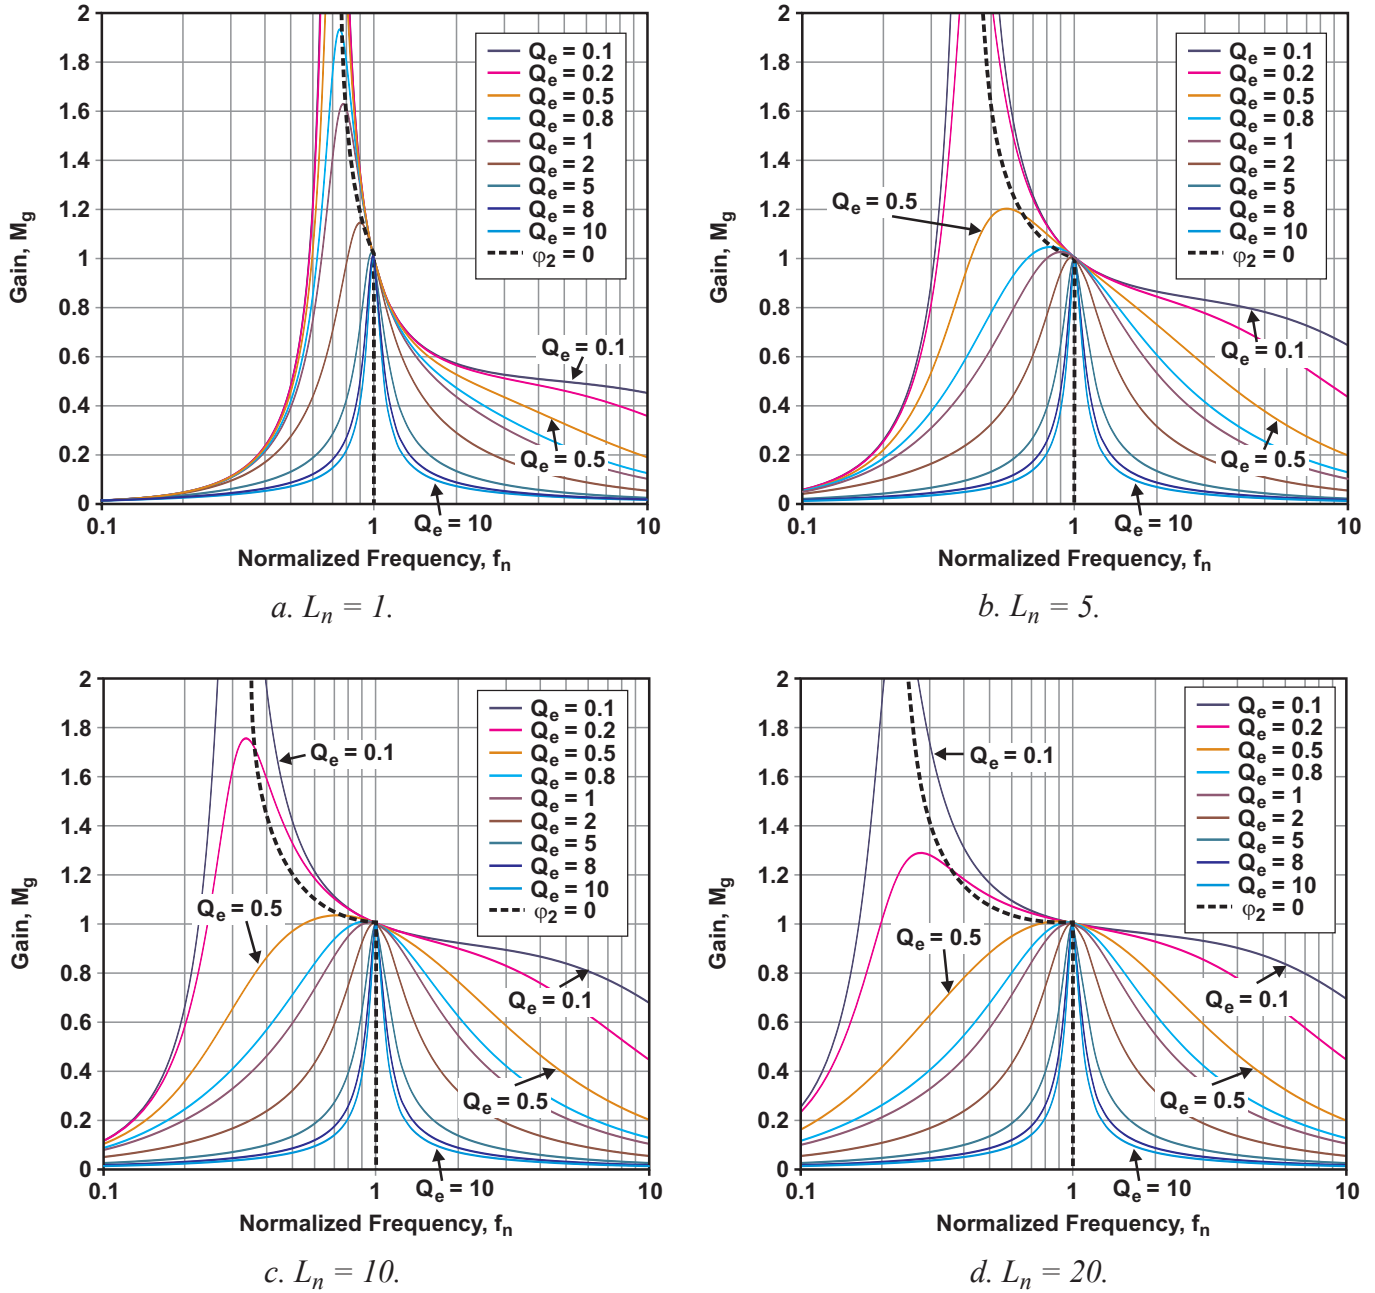 2
1.8
1.6
1.4
1.2
1
0.8
0.6
0.4
0.2
0
Gain, Mg
Qe = 0.1
Qe = 0.2
Qe = 0.5
Qe = 0.8
Qe = 1
Qe = 2
Qe = 5
Qe = 8
Qe = 10
φ2 = 0
Qe = 0.1
Qe = 0.5
Qe = 10
0.1 1 10
Normalized Frequency, fn
a. Ln = 1.
2
1.8
1.6
1.4
1.2
1
0.8
0.6
0.4
0.2
0
Gain, Mg
Qe = 0.1
Qe = 0.2
Qe = 0.5
Qe = 0.8
Qe = 1
Qe = 2
Qe = 5
Qe = 8
Qe = 10
φ2 = 0
Qe = 0.5
Qe = 0.1
Qe = 0.5
Qe = 10
0.1 1 10
Normalized Frequency, fn
b. Ln = 5.
2
1.8
1.6
1.4
1.2
1
0.8
0.6
0.4
0.2
0
Gain, Mg
Qe = 0.1
Qe = 0.2
Qe = 0.5
Qe = 0.8
Qe = 1
Qe = 2
Qe = 5
Qe = 8
Qe = 10
φ2 = 0
Qe = 0.1
Qe = 0.5
Qe = 0.1
Qe = 0.5
Qe = 10
0.1 1 10
Normalized Frequency, fn
c. Ln = 10.
2
1.8
1.6
1.4
1.2
1
0.8
0.6
0.4
0.2
0
Gain, Mg
Qe = 0.1
Qe = 0.2
Qe = 0.5
Qe = 0.8
Qe = 1
Qe = 2
Qe = 5
Qe = 8
Qe = 10
φ2 = 0
Qe = 0.1
Qe = 0.5
Qe = 0.1
Qe = 0.5
Qe = 10
0.1 1 10
Normalized Frequency, fn
d. Ln = 20.